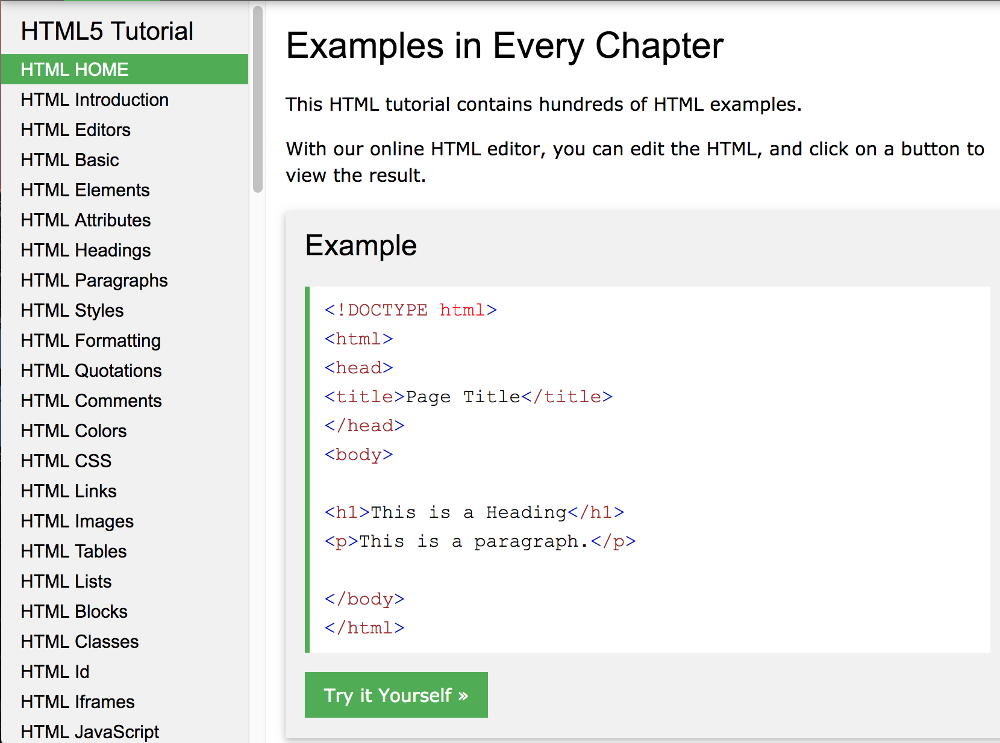 HTML5 Tutorial
HTML HOME
HTML Introduction
HTML Editors
HTML Basic
HTML Elements
HTML Attributes
HTML Headings
HTML Paragraphs
HTML Styles
HTML Formatting
HTML Quotations
HTML Comments
HTML Colors
HTML CSS
HTML Links
HTML Images
HTML Tables
HTML Lists
HTML Blocks
HTML Classes
HTML Id
HTML Iframes
HTML JavaScript
Examples in Every Chapter
This HTML tutorial contains hundreds of HTML examples.
With our online HTML editor, you can edit the HTML, and click on a button to
view the result.
Example
<!DOCTYPE html>
<html>
<head>
<title>Page Title</title>
</head>
<body>
<h1>This is a Heading</h1>
<p>This is a paragraph.</p>
</body>
</html>
Try it Yourself »